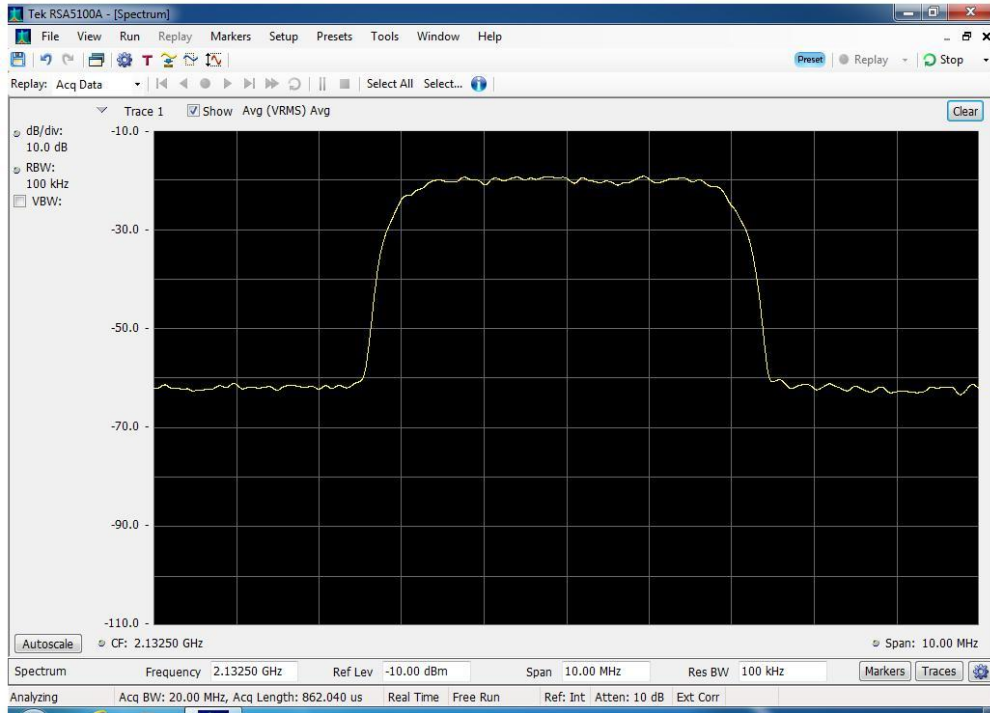 Tek RSA5100A - [Spectrum]
File View Run Replay Markers Setup Presets Tools Window Help
T Preset Replay Stop
Replay: Acq Data Select All Select...
Trace 1 Show Avg (VRMS) Avg Clear
dB/div:
10.0 dB
RBW:
100 kHz
VBW:
-10.0 -
-30.0 -
-50.0 -
-70.0 -
-90.0 -
-110.0 -
Autoscale CF: 2.13250 GHz Span: 10.00 MHz
Spectrum Frequency 2.13250 GHz Ref Lev -10.00 dBm Span 10.00 MHz Res BW 100 kHz Markers Traces
Analyzing Acq BW: 20.00 MHz, Acq Length: 862.040 us Real Time Free Run Ref: Int Atten: 10 dB Ext Corr